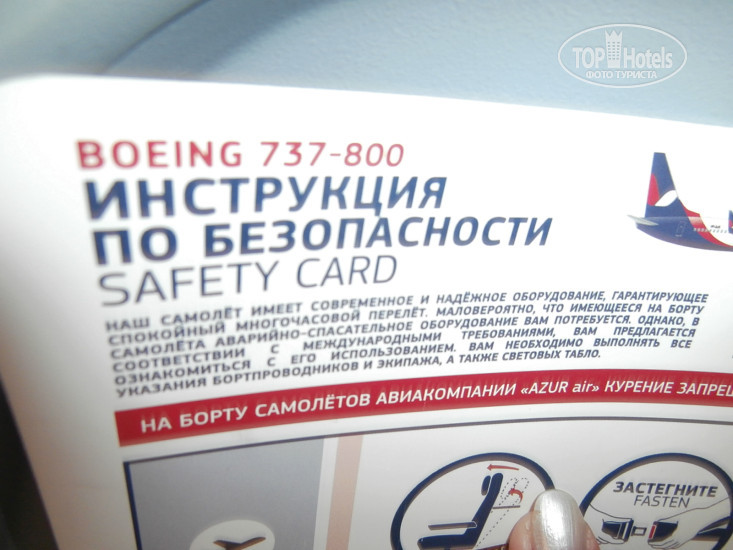 TOP Hotels
ФОТО ТУРИСТА
BOEING 737-800
ИНСТРУКЦИЯ
ПО БЕЗОПАСНОСТИ
SAFETY CARD
НАШ САМОЛЁТ ИМЕЕТ СОВРЕМЕННОЕ И НАДЁЖНОЕ ОБОРУДОВАНИЕ, ГАРАНТИРУЮЩЕЕ
СПОКОЙНЫЙ МНОГОЧАСОВОЙ ПЕРЕЛЁТ. МАЛОВЕРОЯТНО, ЧТО ИМЕЮЩЕЕСЯ НА БОРТУ
САМОЛЁТА АВАРИЙНО-СПАСАТЕЛЬНОЕ ОБОРУДОВАНИЕ ВАМ ПОТРЕБУЕТСЯ. ОДНАКО, В
СООТВЕТСТВИИ С МЕЖДУНАРОДНЫМИ ТРЕБОВАНИЯМИ, ВАМ ПРЕДЛАГАЕТСЯ
ОЗНАКОМИТЬСЯ С ЕГО ИСПОЛЬЗОВАНИЕМ. ВАМ НЕОБХОДИМО ВЫПОЛНЯТЬ ВСЕ
УКАЗАНИЯ БОРТПРОВОДНИКОВ И ЭКИПАЖА, А ТАКЖЕ СВЕТОВЫХ ТАБЛО.
НА БОРТУ САМОЛЁТОВ АВИАКОМПАНИИ «AZUR air» КУРЕНИЕ ЗАПРЕЩ
ЗАСТЕГНИТЕ
FASTEN